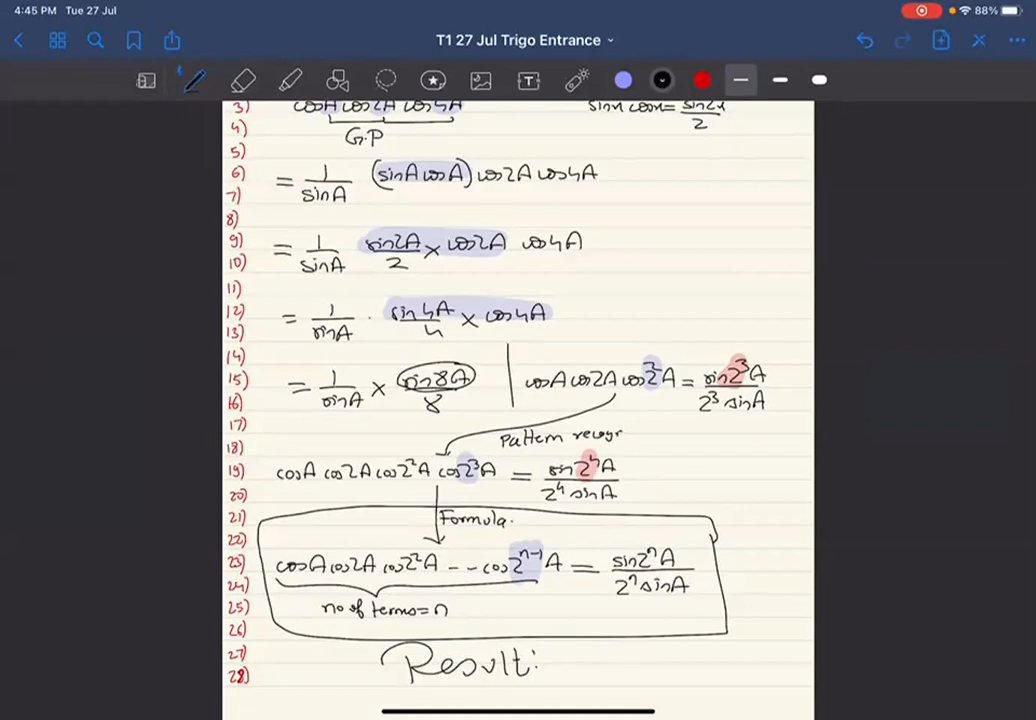 4:45 PM Tue 27 Jul
88%
T1 27 Jul Trigo Entrance
3) cosA cos2A cos4A sinx cosx = sin2x/2
4) G.P
5)
6) = 1/sinA (sinA cosA) cos2A cos4A
7)
8)
9) = 1/sinA sin2A/2 × cos2A cos4A
10)
11)
12) = 1/sinA · sin4A/4 × cos4A
13)
14)
15) = 1/sinA × sin8A/8 | cosA cos2A cos2²A = sin2³A/2³ sinA
16)
17)
18) Pattern recogn
19) cosA cos2A cos2²A cos2³A = sin2⁴A/2⁴ sinA
20)
21) Formula.
22)
23) cosA cos2A cos2²A --- cos2ⁿ⁻¹A = sin2ⁿA/2ⁿ sinA
24)
25) no of terms = n
26)
27) Result:
28)